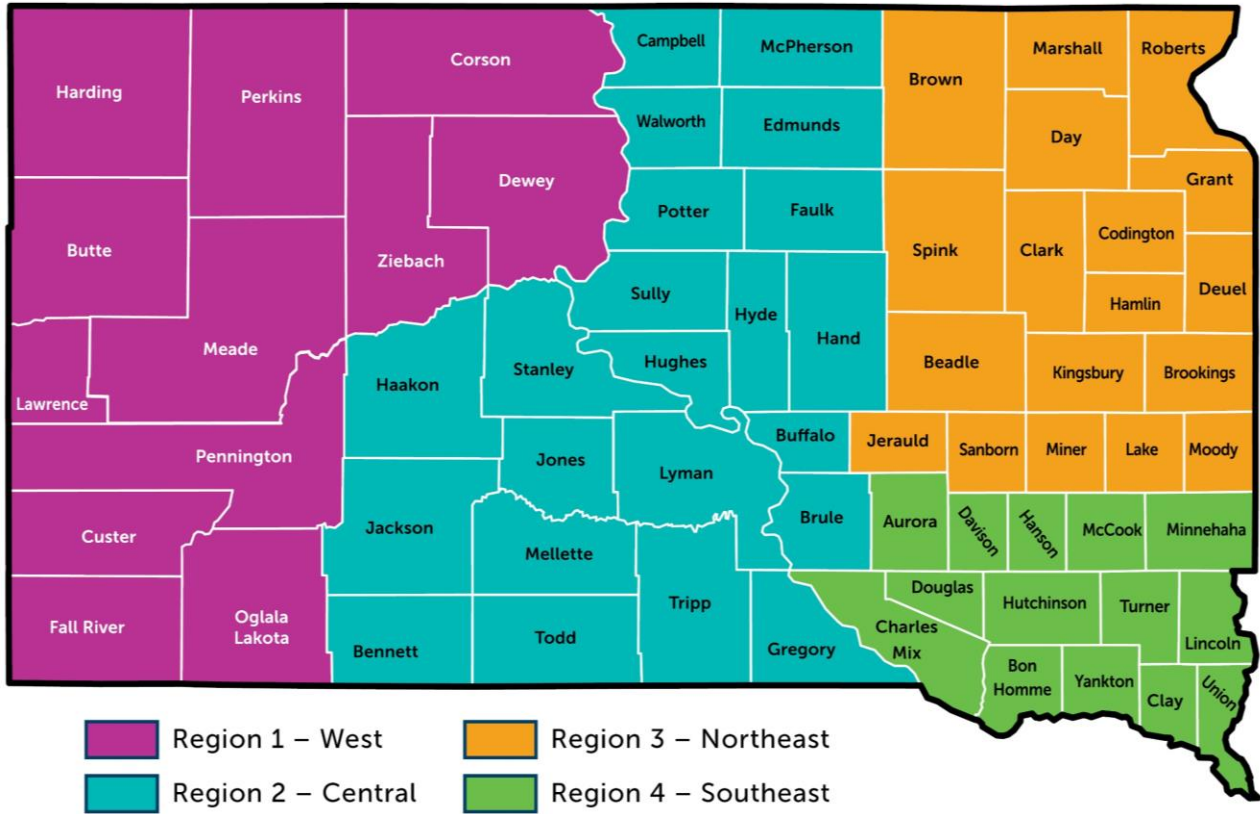 Harding
Perkins
Corson
Campbell
McPherson
Brown
Marshall
Roberts
Walworth
Edmunds
Day
Dewey
Grant
Butte
Ziebach
Potter
Faulk
Spink
Clark
Codington
Deuel
Hamlin
Meade
Sully
Hyde
Hand
Haakon
Stanley
Hughes
Beadle
Kingsbury
Brookings
Lawrence
Pennington
Jones
Lyman
Buffalo
Jerauld
Sanborn
Miner
Lake
Moody
Custer
Jackson
Mellette
Brule
Aurora
Davison
Hanson
McCook
Minnehaha
Fall River
Oglala
Lakota
Bennett
Todd
Tripp
Gregory
Charles
Mix
Douglas
Hutchinson
Turner
Lincoln
Bon
Homme
Yankton
Clay
Union
Region 1 – West
Region 2 – Central
Region 3 – Northeast
Region 4 – Southeast